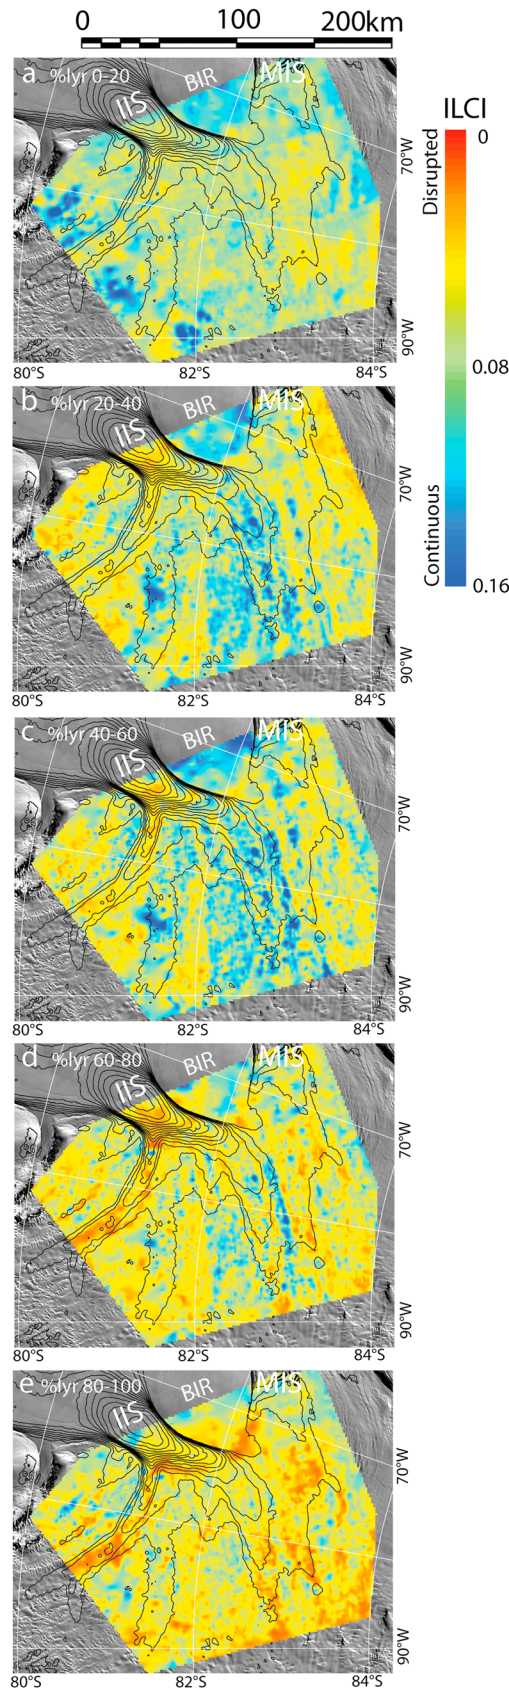 0 100 200km
a %lyr 0-20 BIR MIS
IIS
70°W
90°W
80°S 82°S 84°S
ILCI
Disrupted 0
0.08
Continuous 0.16
b %lyr 20-40 BIR MIS
IIS
70°W
90°W
80°S 82°S 84°S
c %lyr 40-60 BIR MIS
IIS
70°W
90°W
80°S 82°S 84°S
d %lyr 60-80 BIR MIS
IIS
70°W
90°W
80°S 82°S 84°S
e %lyr 80-100 BIR MIS
IIS
70°W
90°W
80°S 82°S 84°S